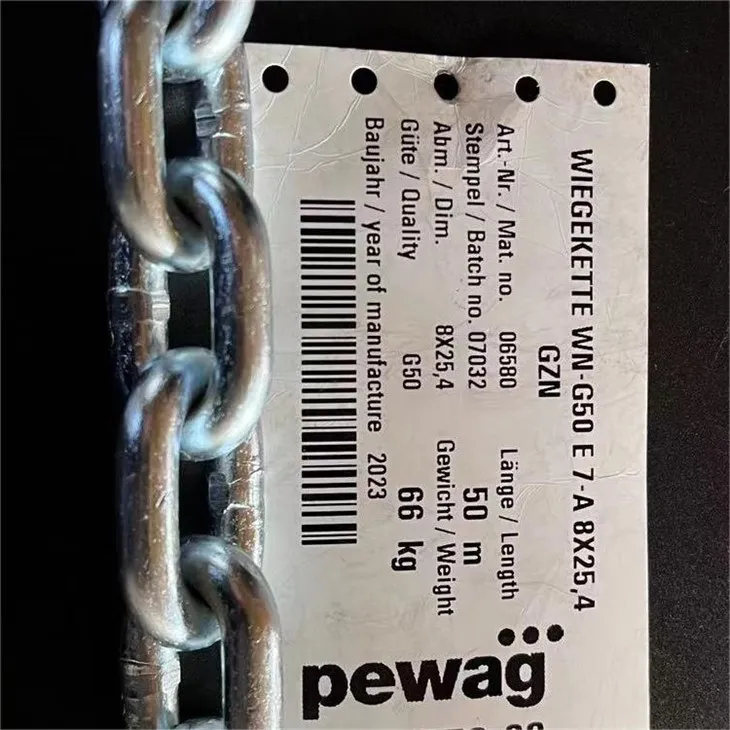 WIEGEKETTE WN-G50 E 7-A 8X25,4
GZN
Art.-Nr. / Mat. no. 06580
Stempel / Batch no. 07032
Abm. / Dim. 8X25,4
Güte / Quality G50
Baujahr / year of manufacture 2023
Länge / Length
50 m
Gewicht / Weight
66 kg
pewag